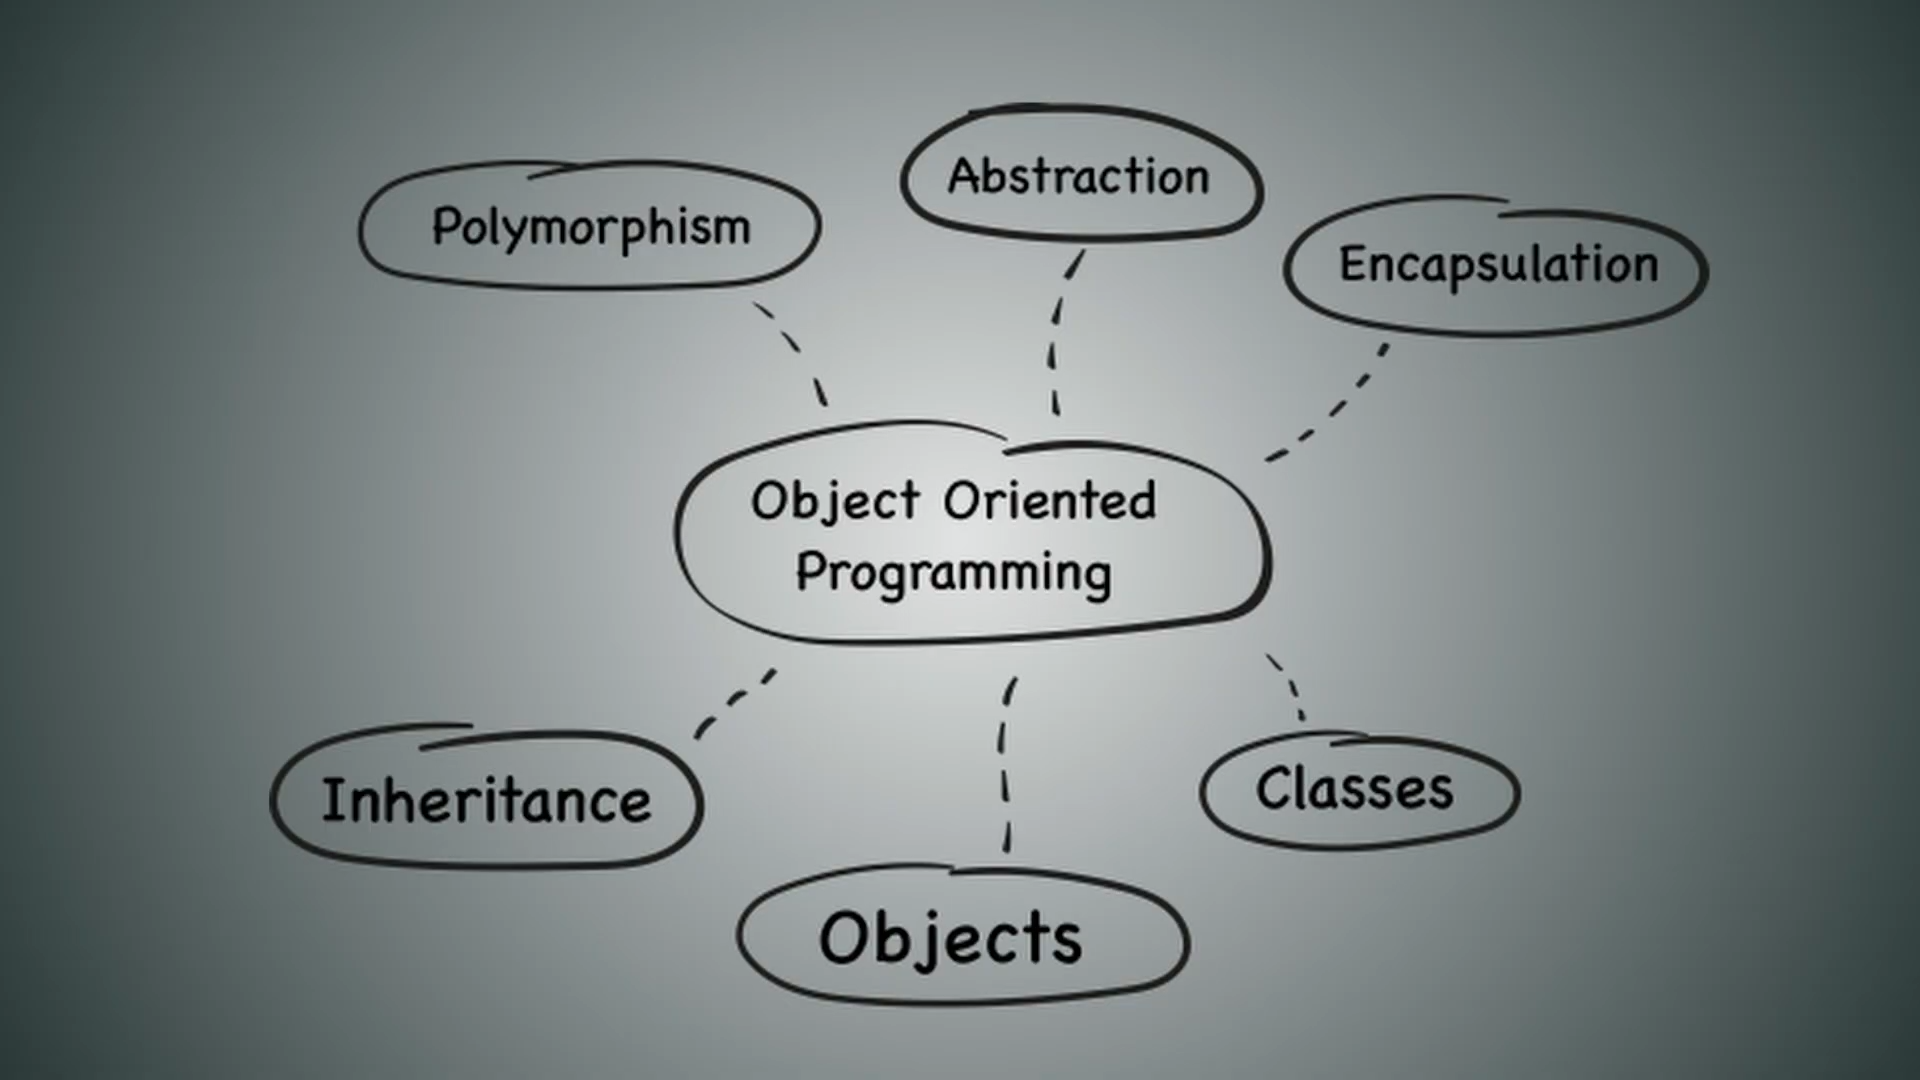 Abstraction
Polymorphism
Encapsulation
Object Oriented
Programming
Inheritance
Classes
Objects